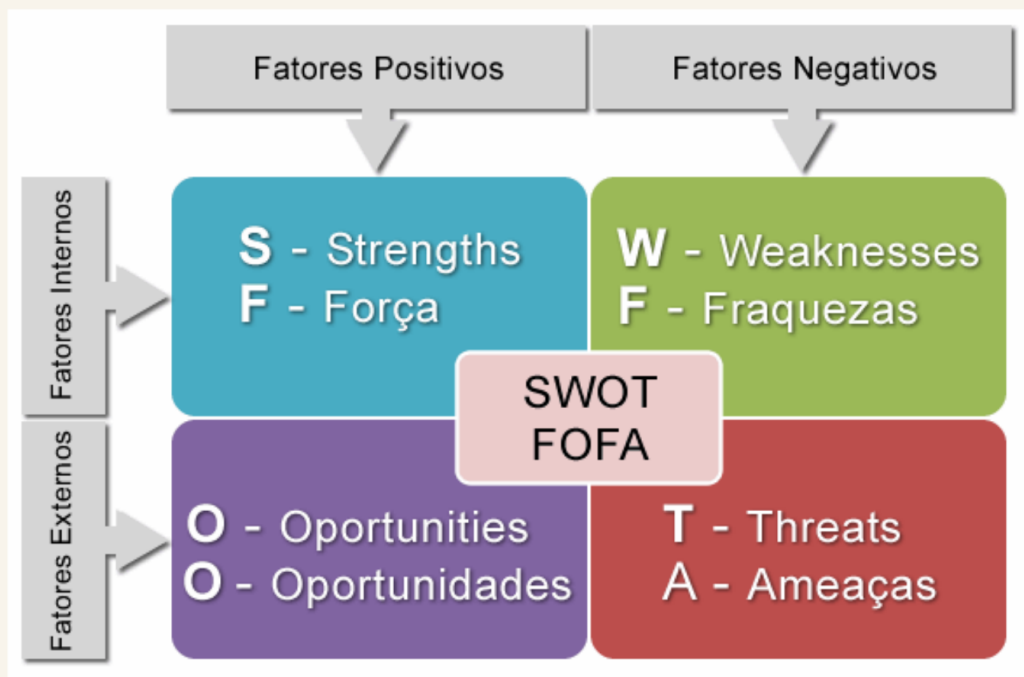 Fatores Positivos
Fatores Negativos
Fatores Internos
S - Strengths
F - Força
W - Weaknesses
F - Fraquezas
SWOT
FOFA
Fatores Externos
O - Oportunities
O - Oportunidades
T - Threats
A - Ameaças